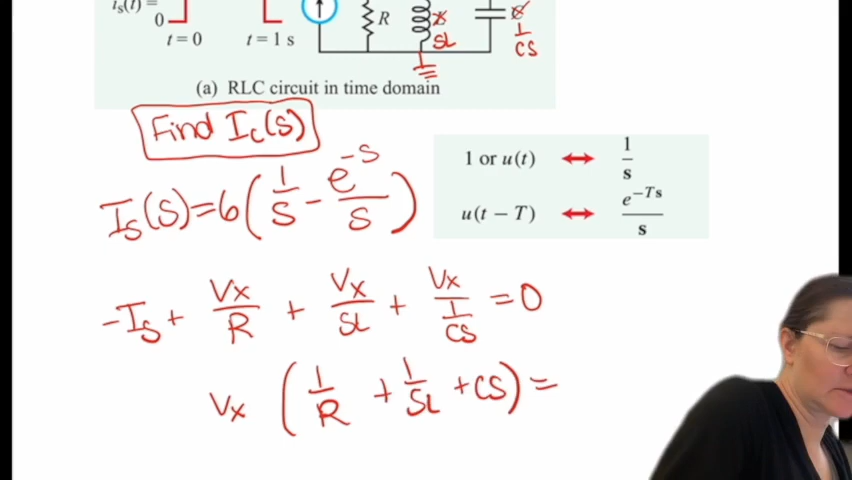 is(t) =
0
t = 0
t = 1 s
R
SL
1/CS
(a) RLC circuit in time domain
Find Ic(S)
Is(S)=6(1/S - e^-S/S)
1 or u(t) ↔ 1/s
u(t − T) ↔ e^−Ts/s
-Is + Vx/R + Vx/SL + Vx/(1/CS) = 0
Vx (1/R + 1/SL + CS) =